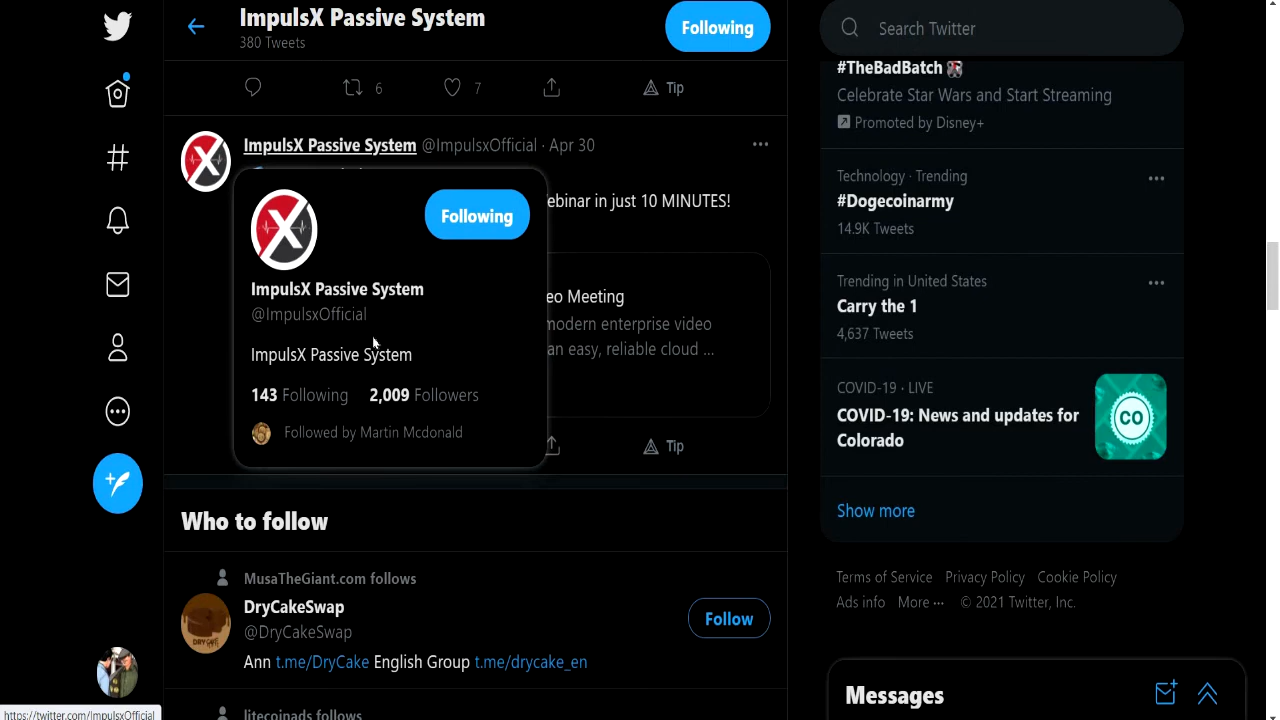 ImpulsX Passive System
380 Tweets
Following
6
7
Tip
ImpulsX Passive System @ImpulsxOfficial · Apr 30
ebinar in just 10 MINUTES!
Following
ImpulsX Passive System
@ImpulsxOfficial
ImpulsX Passive System
143 Following 2,009 Followers
Followed by Martin Mcdonald
eo Meeting
modern enterprise video
an easy, reliable cloud ...
Tip
Who to follow
MusaTheGiant.com follows
DryCakeSwap
@DryCakeSwap
Follow
Ann t.me/DryCake English Group t.me/drycake_en
litecoinads follows
Search Twitter
#TheBadBatch
Celebrate Star Wars and Start Streaming
Promoted by Disney+
Technology · Trending
#Dogecoinarmy
14.9K Tweets
Trending in United States
Carry the 1
4,637 Tweets
COVID-19 · LIVE
COVID-19: News and updates for
Colorado
CO
Show more
Terms of Service Privacy Policy Cookie Policy
Ads info More ··· © 2021 Twitter, Inc.
Messages
https://twitter.com/ImpulsxOfficial